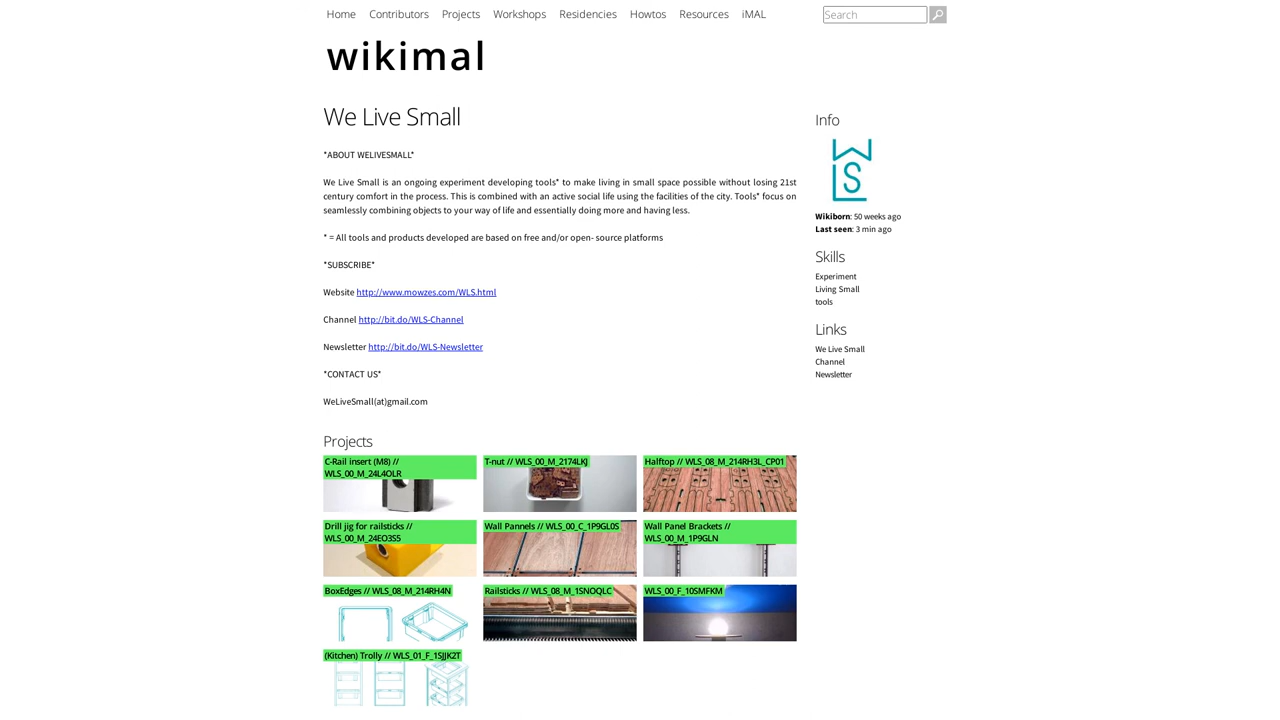 Home Contributors Projects Workshops Residencies Howtos Resources iMAL Search
wikimal
We Live Small
*ABOUT WELIVESMALL*
We Live Small is an ongoing experiment developing tools* to make living in small space possible without losing 21st
century comfort in the process. This is combined with an active social life using the facilities of the city. Tools* focus on
seamlessly combining objects to your way of life and essentially doing more and having less.
* = All tools and products developed are based on free and/or open- source platforms
*SUBSCRIBE*
Website http://www.mowzes.com/WLS.html
Channel http://bit.do/WLS-Channel
Newsletter http://bit.do/WLS-Newsletter
*CONTACT US*
WeLiveSmall(at)gmail.com
Projects
C-Rail insert (M8) //
WLS_00_M_24L4OLR
T-nut // WLS_00_M_2174LKJ
Halftop // WLS_08_M_214RH3L_CP01
Drill jig for railsticks //
WLS_00_M_24EO3S5
Wall Pannels // WLS_00_C_1P9GL0S
Wall Panel Brackets //
WLS_00_M_1P9GLN
BoxEdges // WLS_08_M_214RH4N
Railsticks // WLS_08_M_1SNOQLC
WLS_00_F_10SMFKM
(Kitchen) Trolly // WLS_01_F_1SJJK2T
Info
WLS
Wikiborn: 50 weeks ago
Last seen: 3 min ago
Skills
Experiment
Living Small
tools
Links
We Live Small
Channel
Newsletter